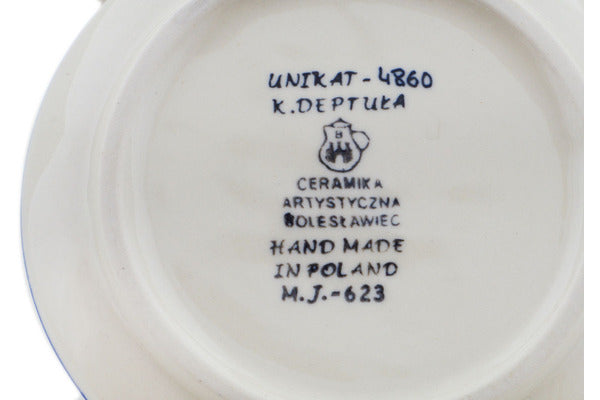 UNIKAT-4860
K.DEPTUŁA
B
CERAMIKA
ARTYSTYCZNA
BOLESŁAWIEC
HAND MADE
IN POLAND
M.J.-623